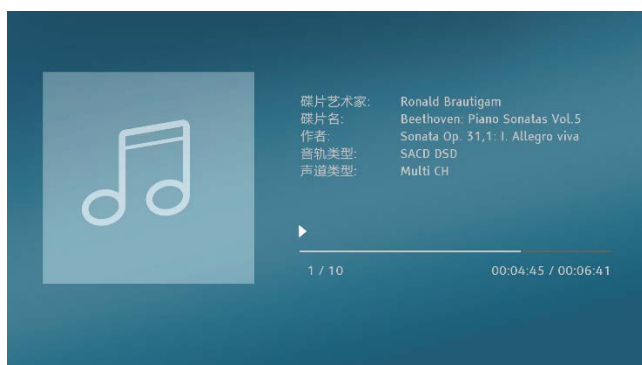 碟片艺术家: Ronald Brautigam
碟片名: Beethoven: Piano Sonatas Vol.5
作者: Sonata Op. 31,1: I. Allegro viva
音轨类型: SACD DSD
声道类型: Multi CH
1 / 10 00:04:45 / 00:06:41